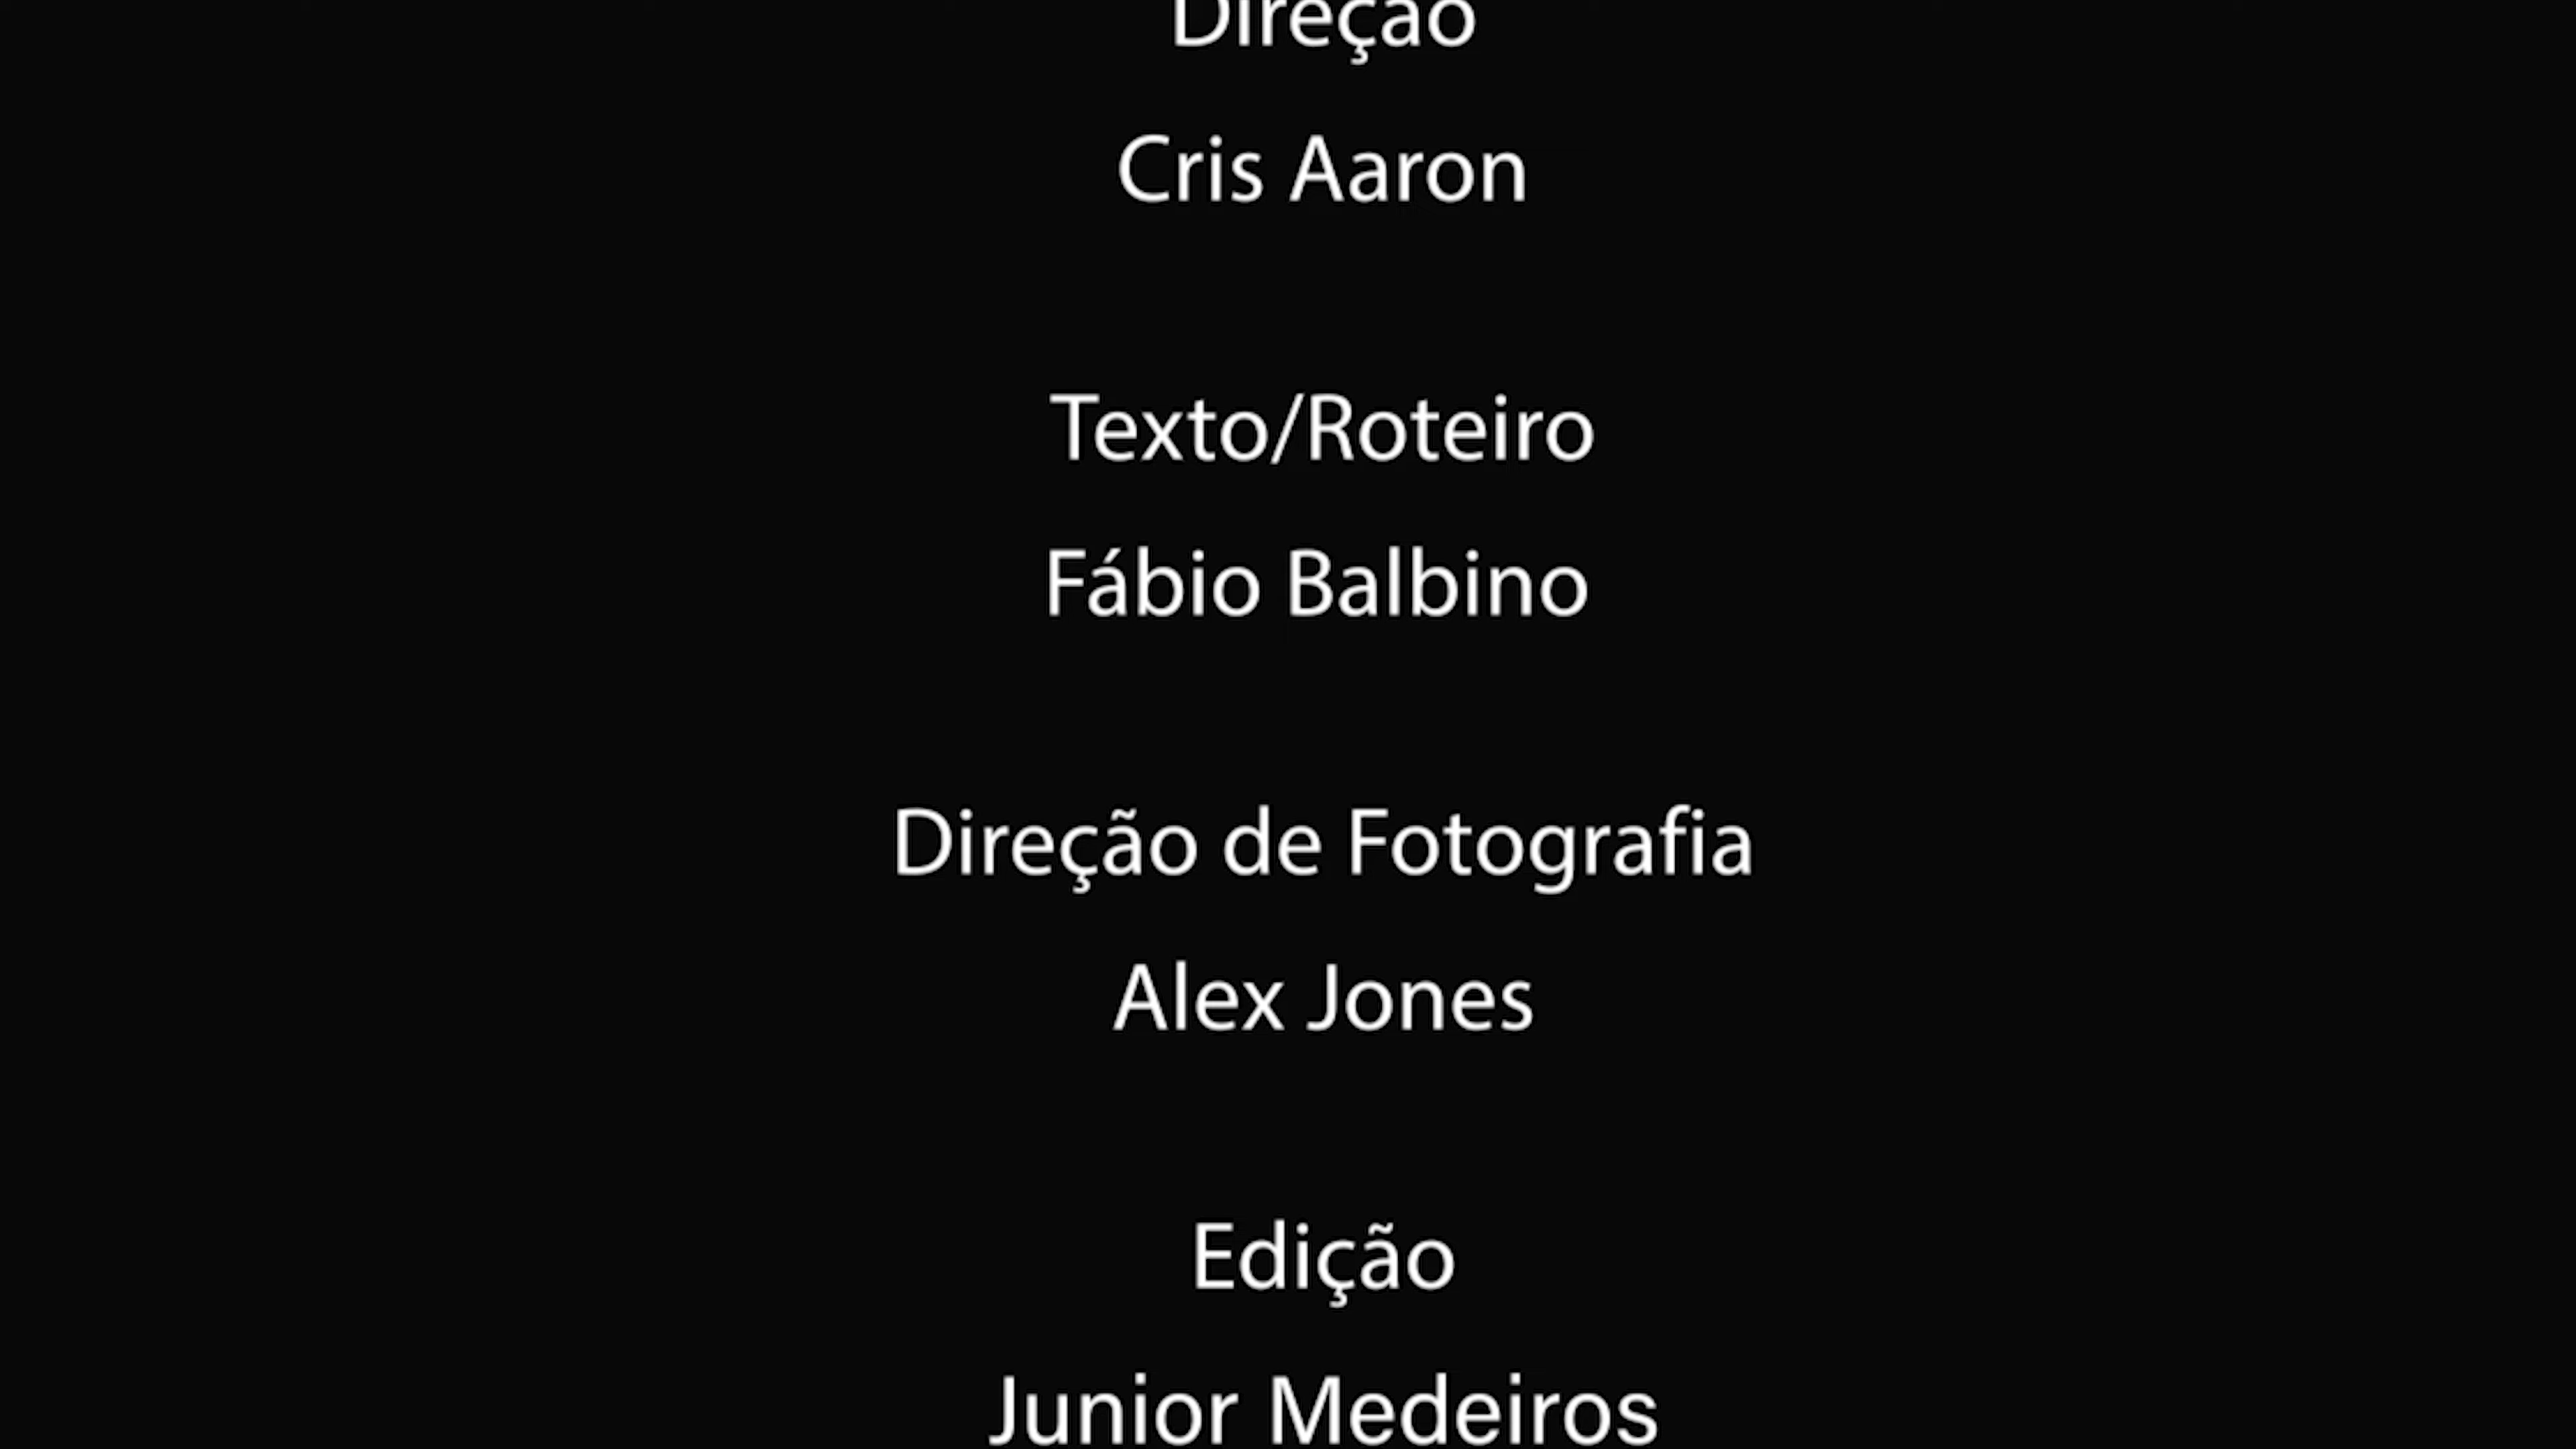 Direção
Cris Aaron
Texto/Roteiro
Fábio Balbino
Direção de Fotografia
Alex Jones
Edição
Junior Medeiros